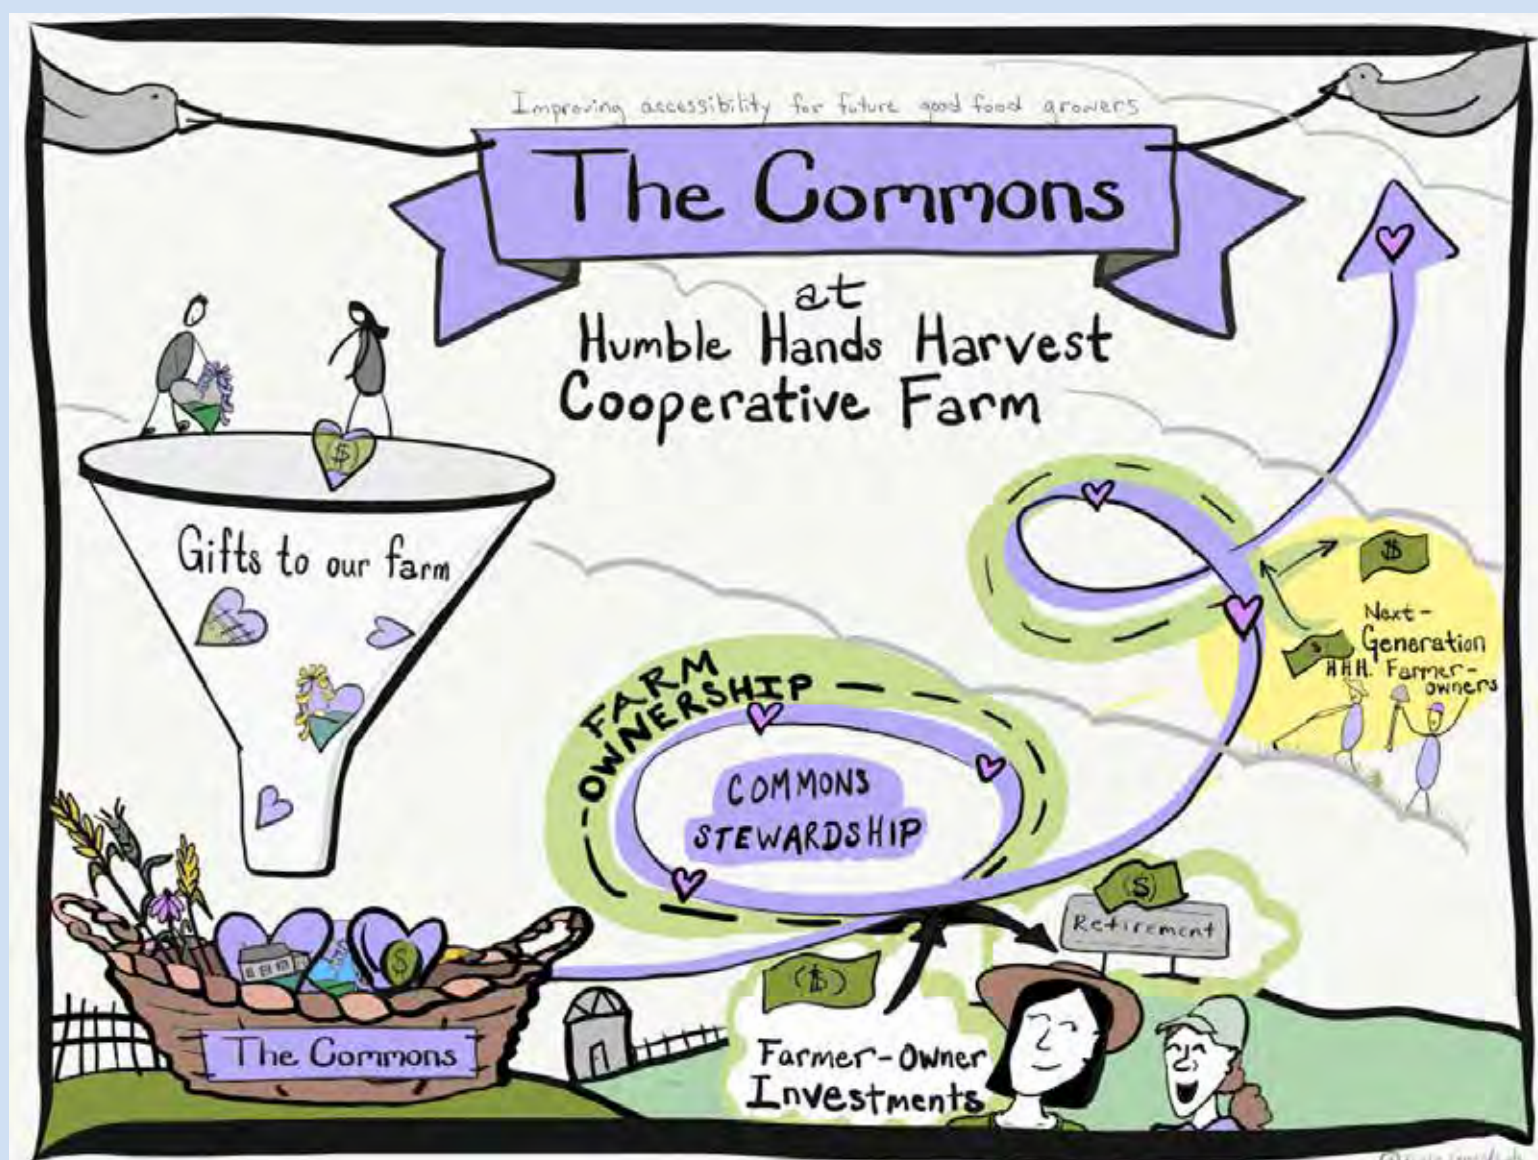 Improving accessibility for future good food growers
The Commons
at
Humble Hands Harvest
Cooperative Farm
Gifts to our farm
$
$
Next-
$
Generation
HHH. Farmer-
owners
FARM
OWNERSHIP
COMMONS
STEWARDSHIP
($)
Retirement
($)
$
The Commons
Farmer-Owner
Investments